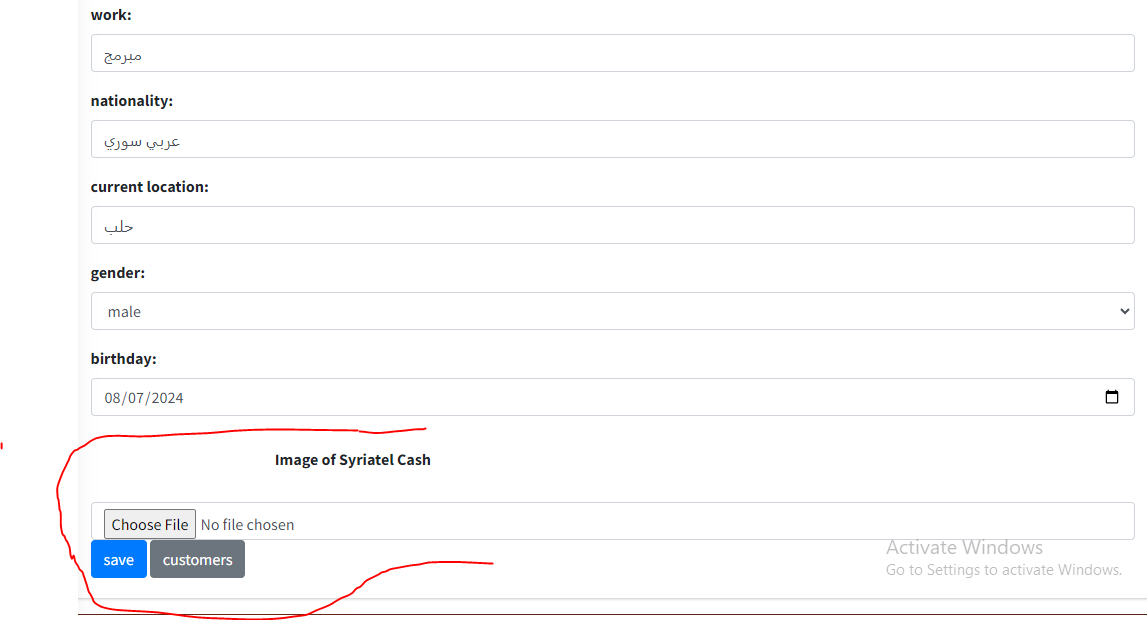 work:
مبرمج
nationality:
عربي سوري
current location:
حلب
gender:
male
birthday:
08/07/2024
Image of Syriatel Cash
Choose File No file chosen
save customers
Activate Windows
Go to Settings to activate Windows.